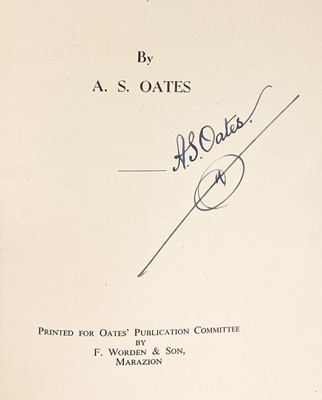 By
A. S. OATES
A.S. Oates.
PRINTED FOR OATES' PUBLICATION COMMITTEE
BY
F. WORDEN & SON,
MARAZION